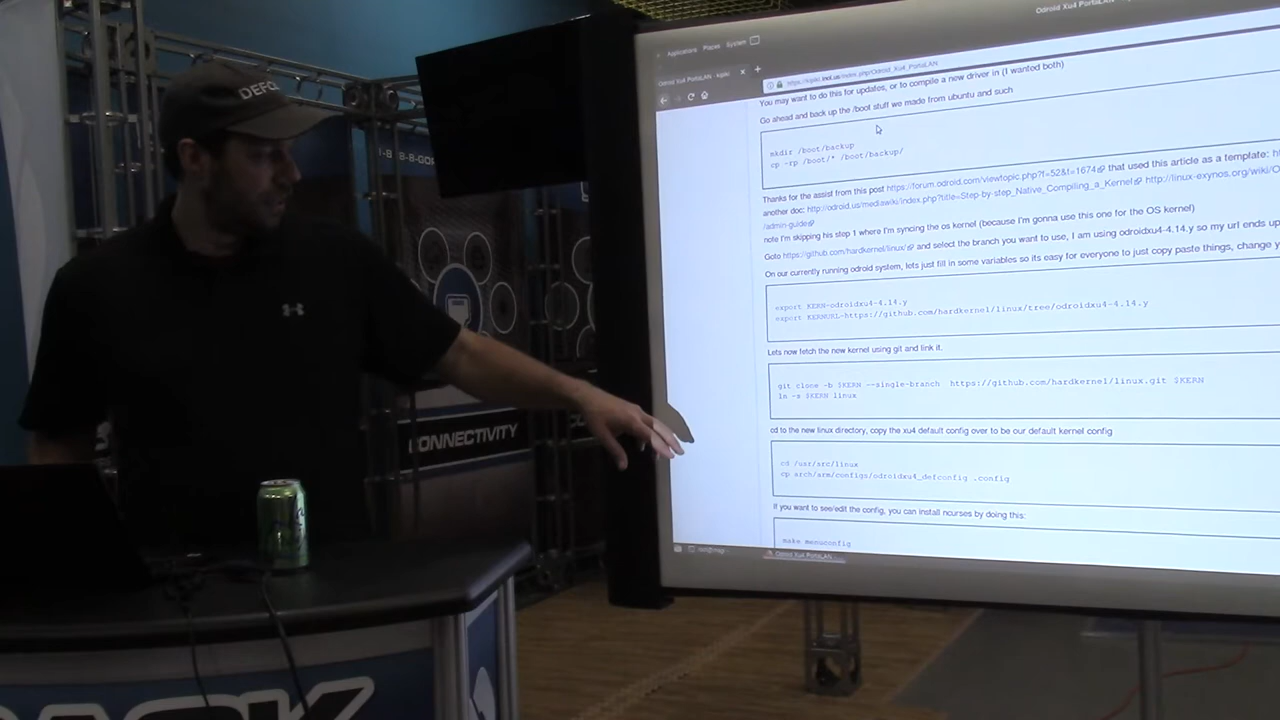 Odroid Xu4 PortaLAN
Applications Places System
Odroid Xu4 PortaLAN - kipiki
You may want to do this for updates, or to compile a new driver in (I wanted both)
Go ahead and back up the /boot stuff we made from ubuntu and such
mkdir /boot/backup
cp -rp /boot/* /boot/backup/
Thanks for the assist from this post https://forum.odroid.com/viewtopic.php?f=52&t=1674 that used this article as a template:
another doc: http://odroid.us/mediawiki/index.php?title=Step-by-step_Native_Compiling_a_Kernel http://linux-exynos.org/wiki/O
/admin-guide
note I'm skipping his step 1 where I'm syncing the os kernel (because I'm gonna use this one for the OS kernel)
Goto https://github.com/hardkernel/linux/ and select the branch you want to use, I am using odroidxu4-4.14.y so my url ends up
On our currently running odroid system, lets just fill in some variables so its easy for everyone to just copy paste things, change y
export KERN=odroidxu4-4.14.y
export KERNURL=https://github.com/hardkernel/linux/tree/odroidxu4-4.14.y
Lets now fetch the new kernel using git and link it.
git clone -b $KERN --single-branch https://github.com/hardkernel/linux.git $KERN
ln -s $KERN linux
cd to the new linux directory, copy the xu4 default config over to be our default kernel config
cd /usr/src/linux
cp arch/arm/configs/odroidxu4_defconfig .config
If you want to see/edit the config, you can install ncurses by doing this:
make menuconfig
Odroid Xu4 PortaLAN
DEFC
CONNECTIVITY